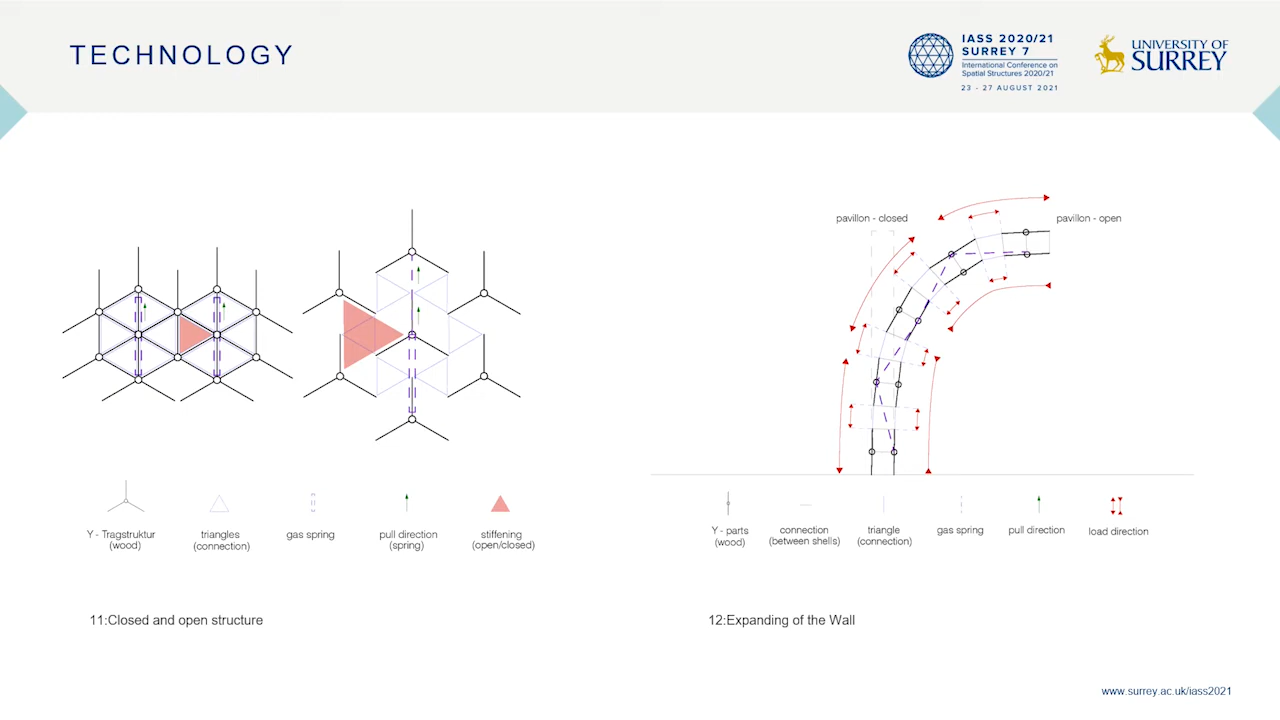 TECHNOLOGY
IASS 2020/21
SURREY 7
International Conference on
Spatial Structures 2020/21
23 - 27 AUGUST 2021
UNIVERSITY OF
SURREY
pavillon - closed
pavillon - open
Y - Tragstruktur
(wood)
triangles
(connection)
gas spring
pull direction
(spring)
stiffening
(open/closed)
Y - parts
(wood)
connection
(between shells)
triangle
(connection)
gas spring
pull direction
load direction
11:Closed and open structure
12:Expanding of the Wall
www.surrey.ac.uk/iass2021